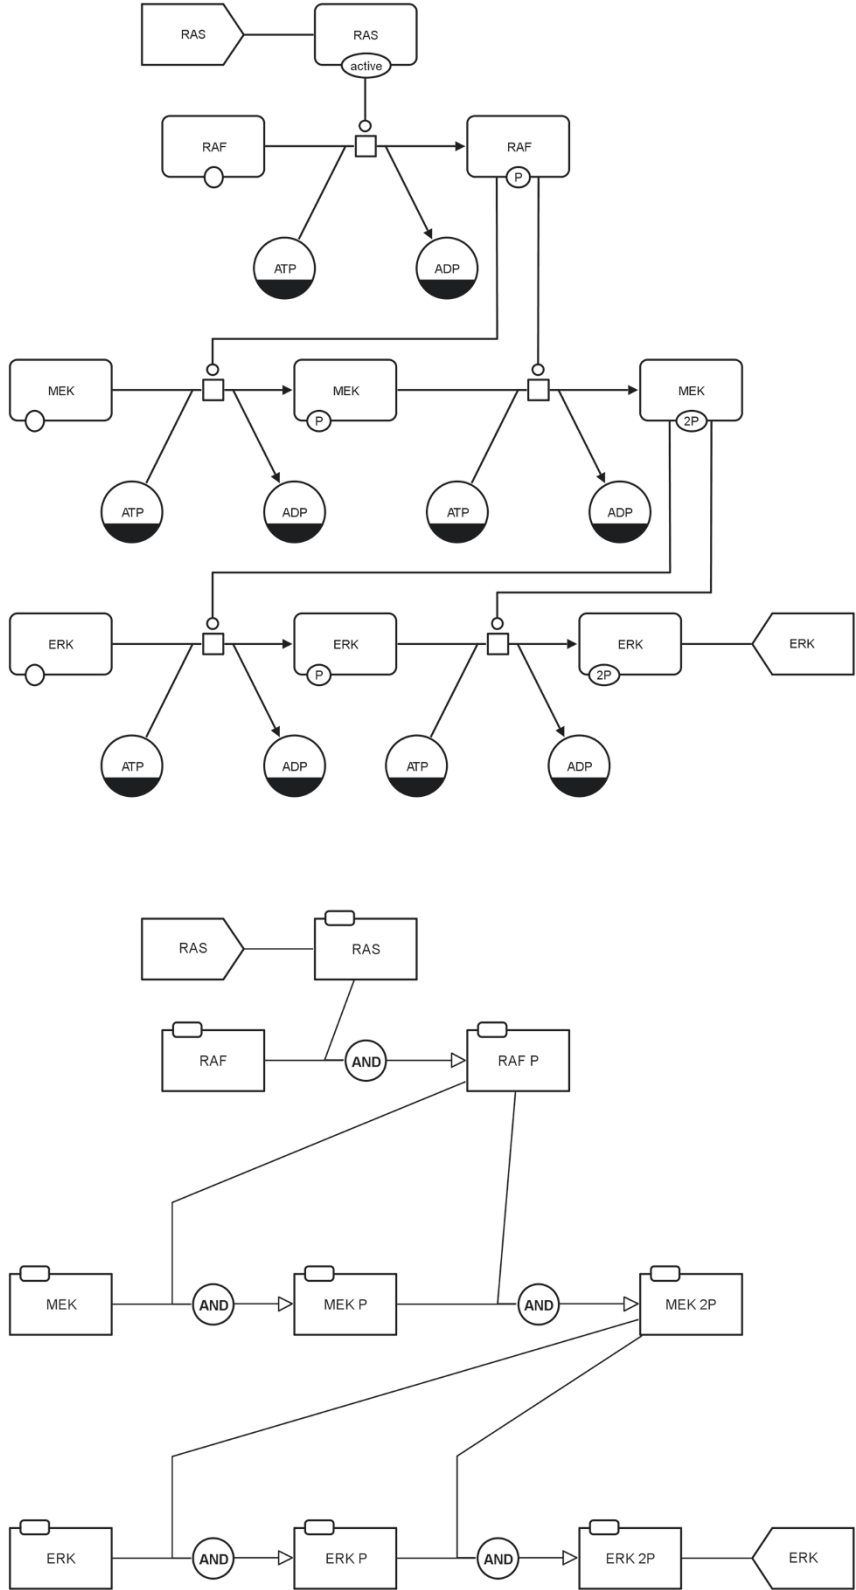 RAS
RAS
active
RAF
RAF
P
ATP
ADP
MEK
MEK
MEK
P
2P
ATP
ADP
ATP
ADP
ERK
ERK
ERK
ERK
P
2P
ATP
ADP
ATP
ADP
RAS
RAS
RAF
AND
RAF P
MEK
AND
MEK P
AND
MEK 2P
ERK
AND
ERK P
AND
ERK 2P
ERK